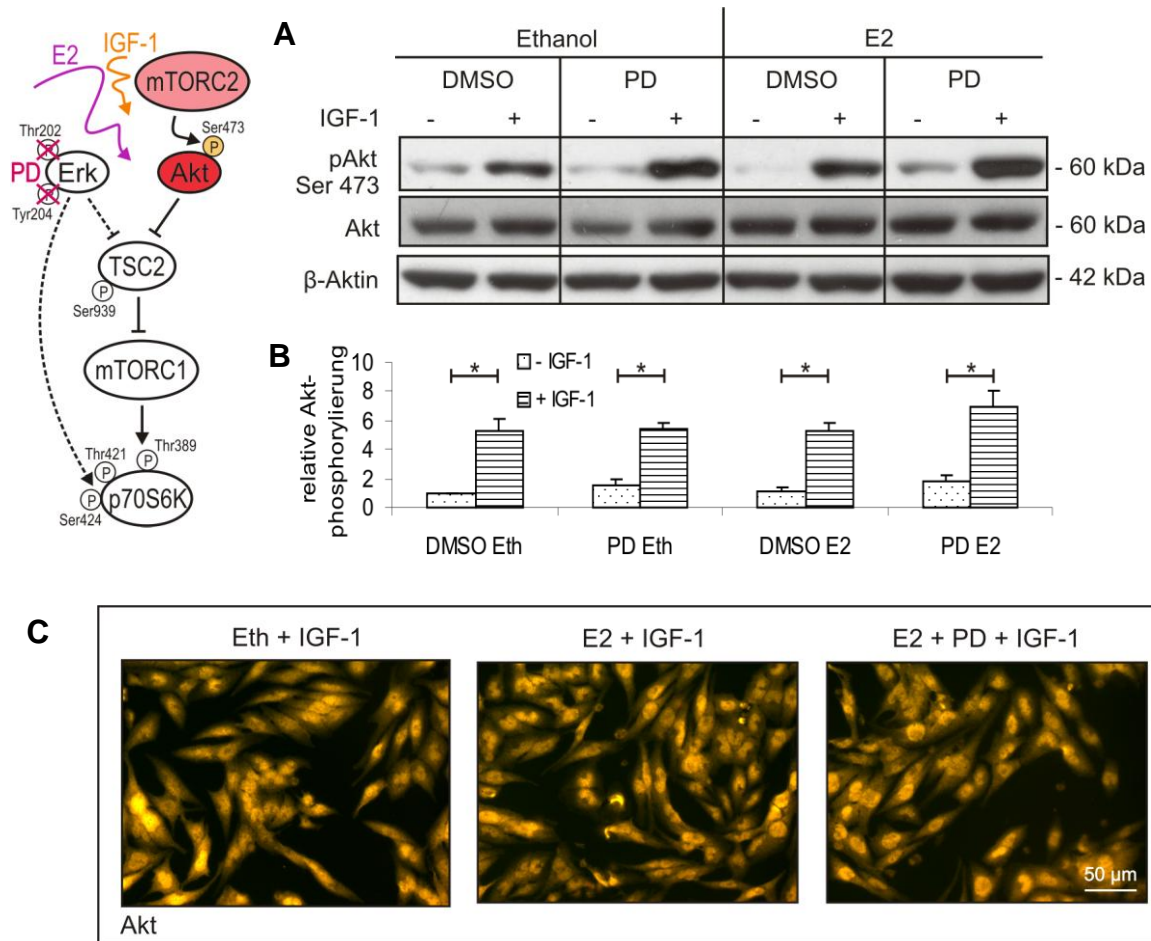 E2
IGF-1
mTORC2
Ser473
P
Akt
Thr202
P
PD
Erk
P
Tyr204
TSC2
P
Ser939
mTORC1
Thr421
P
Thr389
P
P
p70S6K
Ser424
A
Ethanol E2
DMSO PD DMSO PD
IGF-1 - + - + - + - +
pAkt
Ser 473
- 60 kDa
Akt - 60 kDa
β-Aktin - 42 kDa
B
relative Akt-
phosphorylierung
10
8
6
4
2
0
- IGF-1
+ IGF-1
* * * *
DMSO Eth PD Eth DMSO E2 PD E2
C
Eth + IGF-1 E2 + IGF-1 E2 + PD + IGF-1
50 µm
Akt